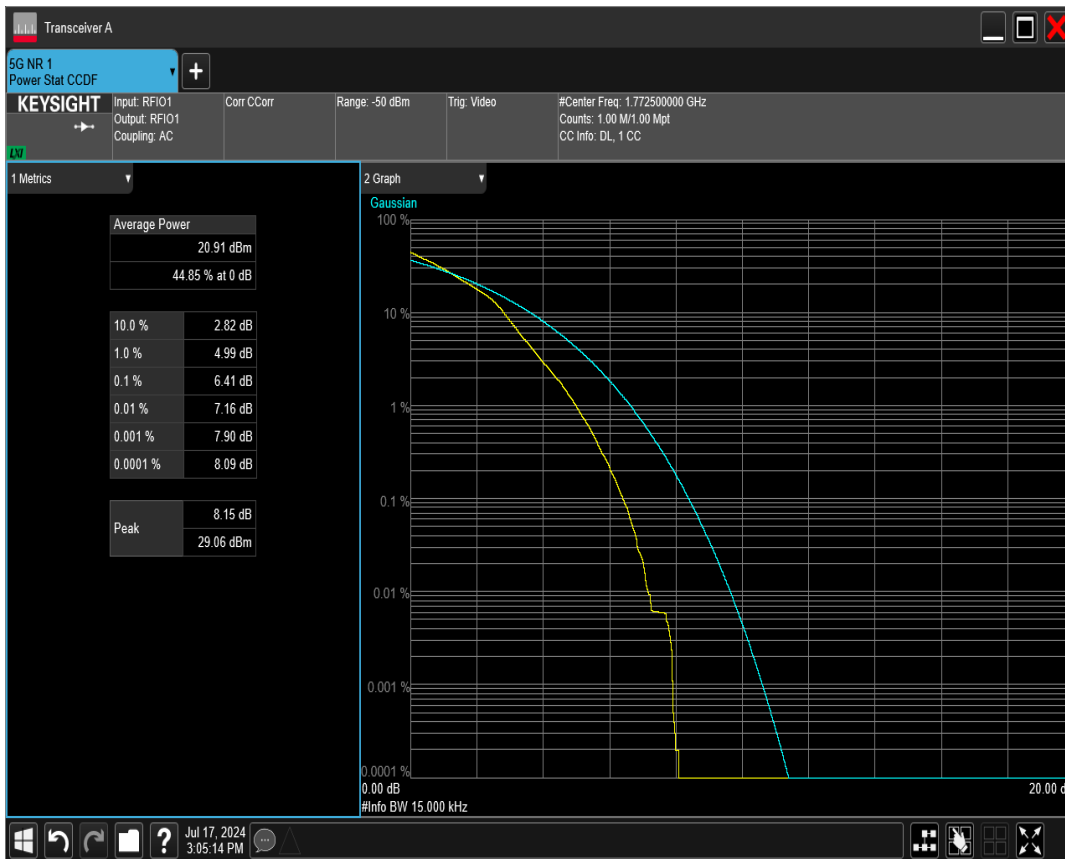 Transceiver A
5G NR 1
Power Stat CCDF
+
KEYSIGHT
LXI
Input: RFIO1
Output: RFIO1
Coupling: AC
Corr CCorr
Range: -50 dBm
Trig: Video
#Center Freq: 1.772500000 GHz
Counts: 1.00 M/1.00 Mpt
CC Info: DL, 1 CC
1 Metrics
Average Power
20.91 dBm
44.85 % at 0 dB
10.0 % 2.82 dB
1.0 % 4.99 dB
0.1 % 6.41 dB
0.01 % 7.16 dB
0.001 % 7.90 dB
0.0001 % 8.09 dB
Peak
8.15 dB
29.06 dBm
2 Graph
Gaussian
100 %
10 %
1 %
0.1 %
0.01 %
0.001 %
0.0001 %
0.00 dB
20.00 d
#Info BW 15.000 kHz
?
Jul 17, 2024
3:05:14 PM